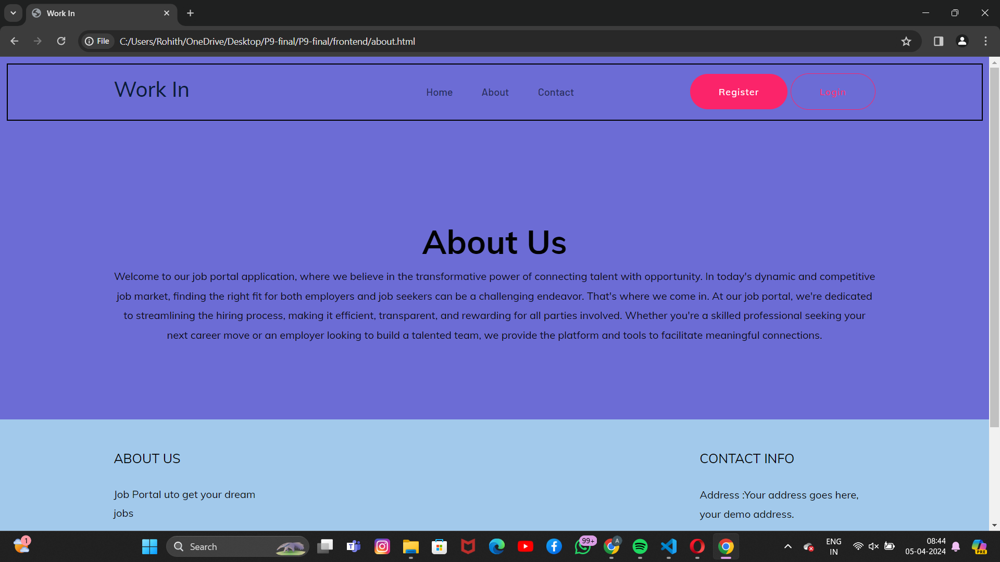 Work In
File
C:/Users/Rohith/OneDrive/Desktop/P9-final/P9-final/frontend/about.html
Work In
Home
About
Contact
Register
Login
About Us
Welcome to our job portal application, where we believe in the transformative power of connecting talent with opportunity. In today's dynamic and competitive
job market, finding the right fit for both employers and job seekers can be a challenging endeavor. That's where we come in. At our job portal, we're dedicated
to streamlining the hiring process, making it efficient, transparent, and rewarding for all parties involved. Whether you're a skilled professional seeking your
next career move or an employer looking to build a talented team, we provide the platform and tools to facilitate meaningful connections.
ABOUT US
Job Portal uto get your dream
jobs
CONTACT INFO
Address :Your address goes here,
your demo address.
1
Search
99+
A
ENG
IN
08:44
05-04-2024
PRE